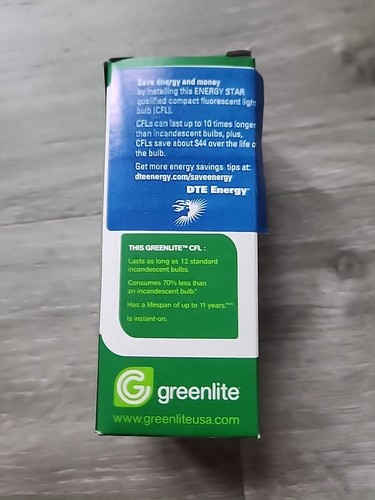 Save energy and money
by installing this ENERGY STAR
qualified compact fluorescent light
bulb (CFL).
CFLs can last up to 10 times longer
than incandescent bulbs, plus,
CFLs save about $44 over the life o
the bulb.
Get more energy savings tips at:
dteenergy.com/saveenergy
DTE Energy
THIS GREENLITE™ CFL :
Lasts as long as 12 standard
incandescent bulbs.
Consumes 70% less than
an incandescent bulb.*
Has a lifespan of up to 11 years.
Is instant-on.
greenlite
www.greenliteusa.com